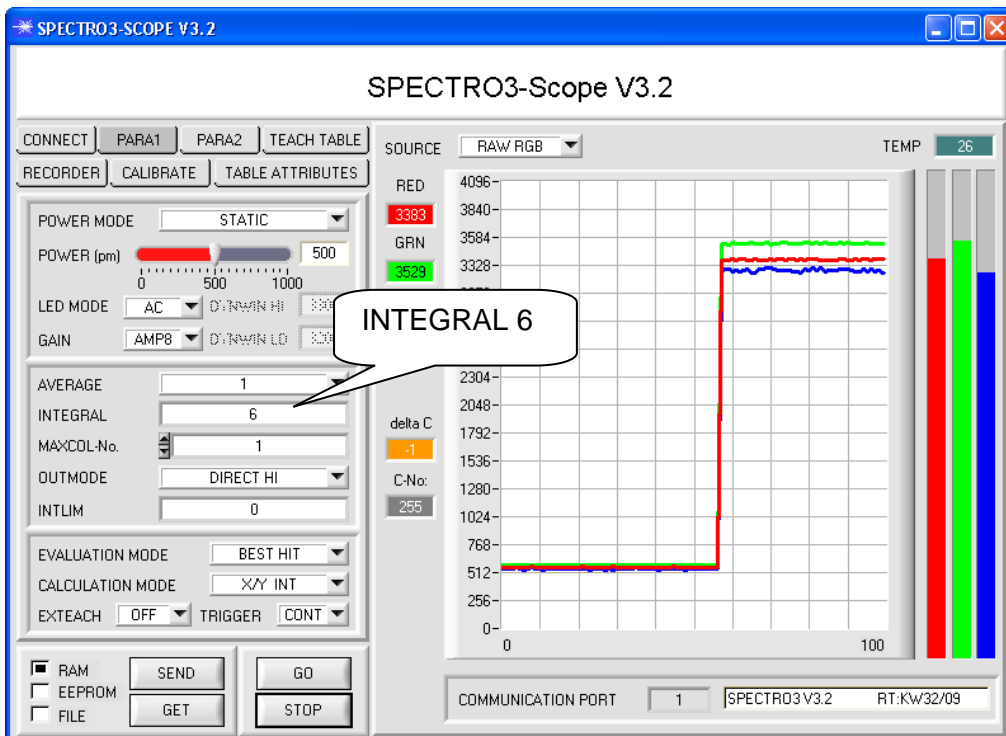 SPECTRO3-SCOPE V3.2
SPECTRO3-Scope V3.2
CONNECT PARA1 PARA2 TEACH TABLE
RECORDER CALIBRATE TABLE ATTRIBUTES
POWER MODE STATIC
POWER (pm) 500
0 500 1000
LED MODE AC DYNWIN HI
GAIN AMP8 DYNWIN LO
AVERAGE 1
INTEGRAL 6
MAXCOL-No. 1
OUTMODE DIRECT HI
INTLIM 0
EVALUATION MODE BEST HIT
CALCULATION MODE X/Y INT
EXTEACH OFF TRIGGER CONT
RAM
EEPROM
FILE
SEND GO
GET STOP
INTEGRAL 6
SOURCE RAW RGB TEMP 26
RED
3383
GRN
3529
delta C
-1
C-No:
255
4096
3840
3584
3328
2304
2048
1792
1536
1280
1024
768
512
256
0
0 100
COMMUNICATION PORT 1 SPECTRO3 V3.2 RT:KW32/09